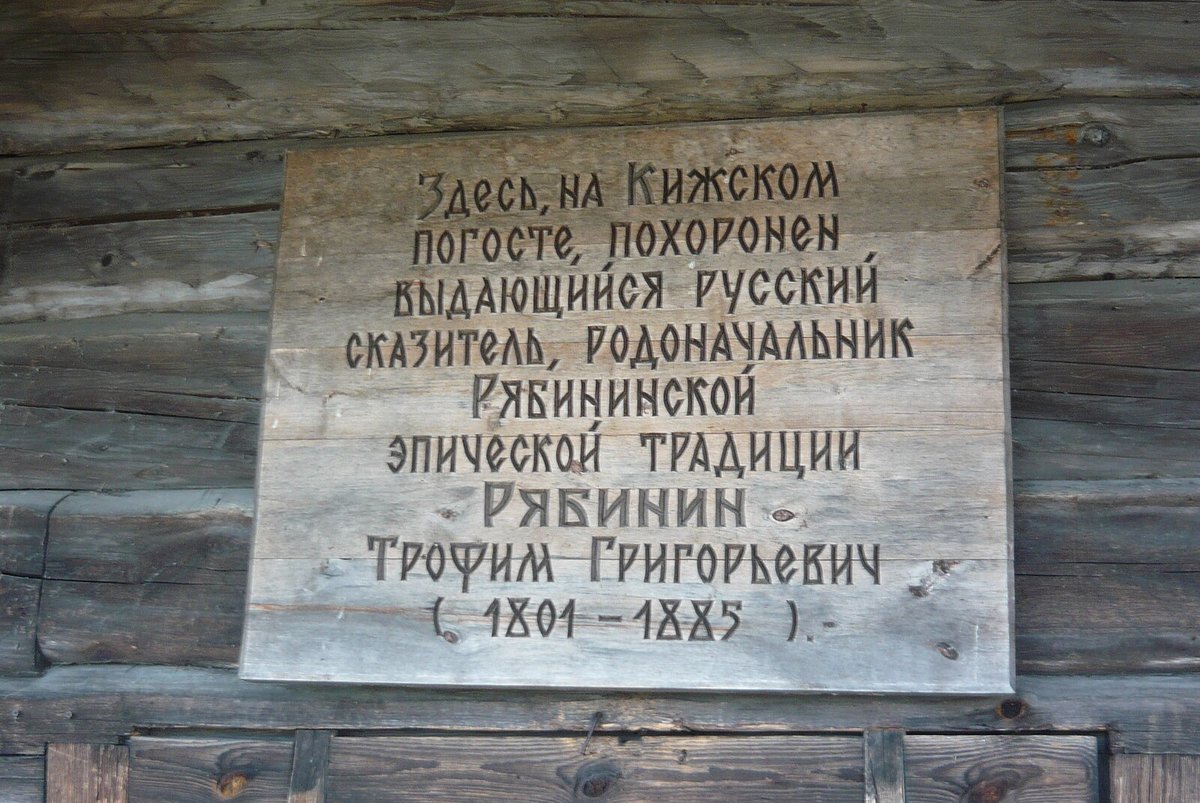 Здесь, на Кижском
погосте, похоронен
выдающийся русский
сказитель, родоначальник
Рябининской
эпической традиции
Рябинин
Трофим Григорьевич
( 1801 – 1885 ).